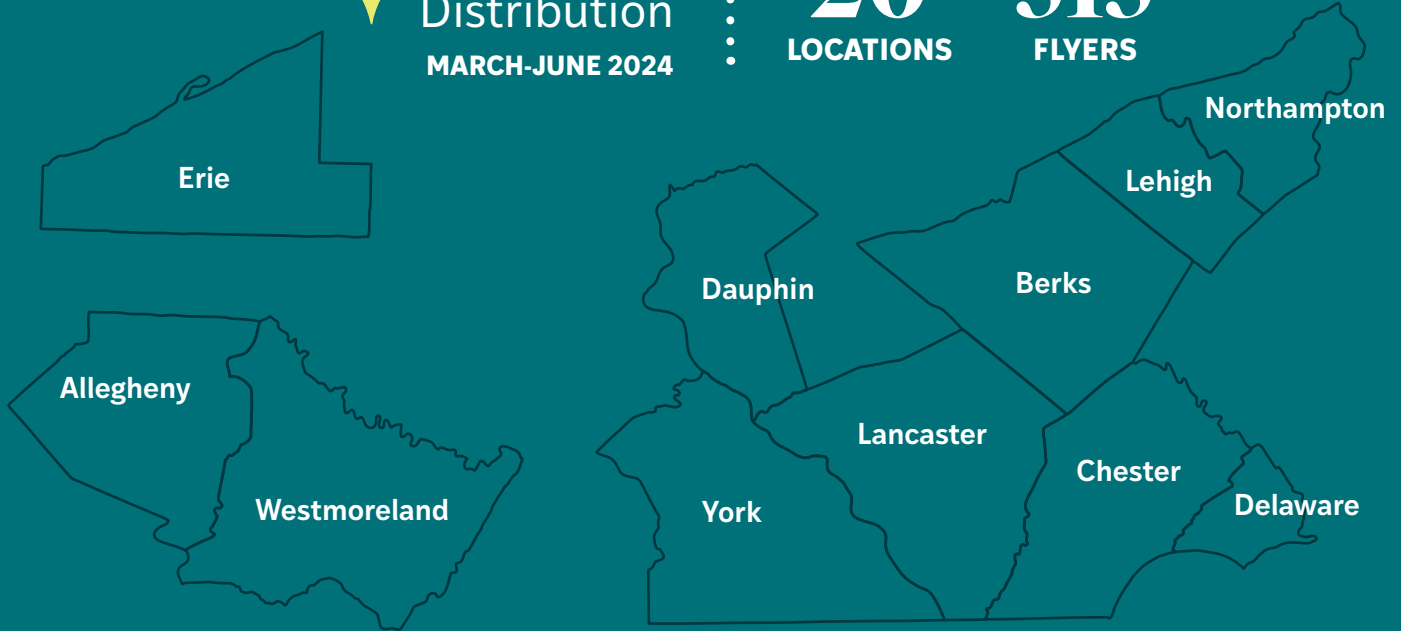 Distribution
MARCH-JUNE 2024
LOCATIONS
FLYERS
Northampton
Erie
Lehigh
Dauphin
Berks
Allegheny
Lancaster
Chester
Westmoreland
York
Delaware